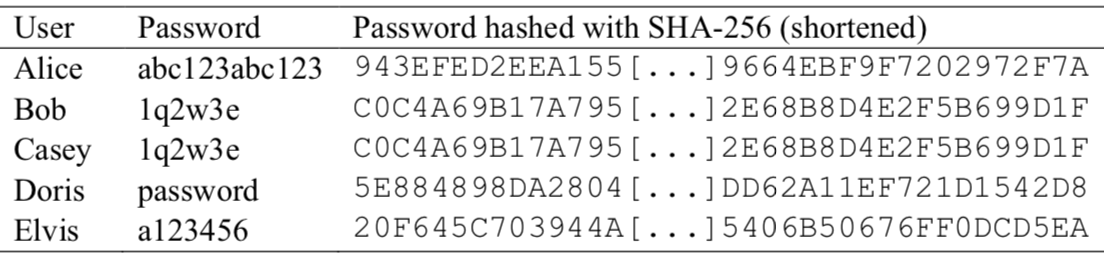 User Password Password hashed with SHA-256 (shortened)
Alice abc123abc123 943EFED2EEA155[...]9664EBF9F7202972F7A
Bob 1q2w3e C0C4A69B17A795[...]2E68B8D4E2F5B699D1F
Casey 1q2w3e C0C4A69B17A795[...]2E68B8D4E2F5B699D1F
Doris password 5E884898DA2804[...]DD62A11EF721D1542D8
Elvis a123456 20F645C703944A[...]5406B50676FF0DCD5EA